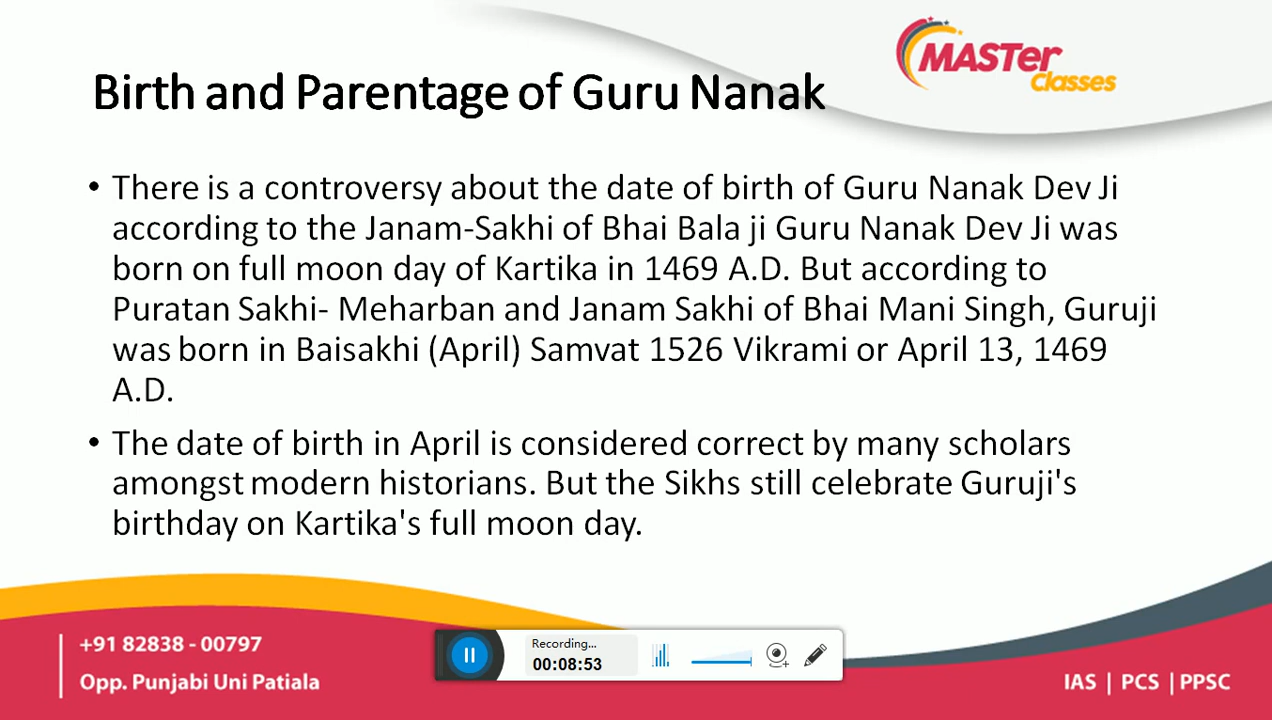 MASTer
Classes
Birth and Parentage of Guru Nanak
• There is a controversy about the date of birth of Guru Nanak Dev Ji
according to the Janam-Sakhi of Bhai Bala ji Guru Nanak Dev Ji was
born on full moon day of Kartika in 1469 A.D. But according to
Puratan Sakhi- Meharban and Janam Sakhi of Bhai Mani Singh, Guruji
was born in Baisakhi (April) Samvat 1526 Vikrami or April 13, 1469
A.D.
• The date of birth in April is considered correct by many scholars
amongst modern historians. But the Sikhs still celebrate Guruji's
birthday on Kartika's full moon day.
+91 82838 - 00797
Opp. Punjabi Uni Patiala
Recording...
00:08:53
IAS | PCS | PPSC